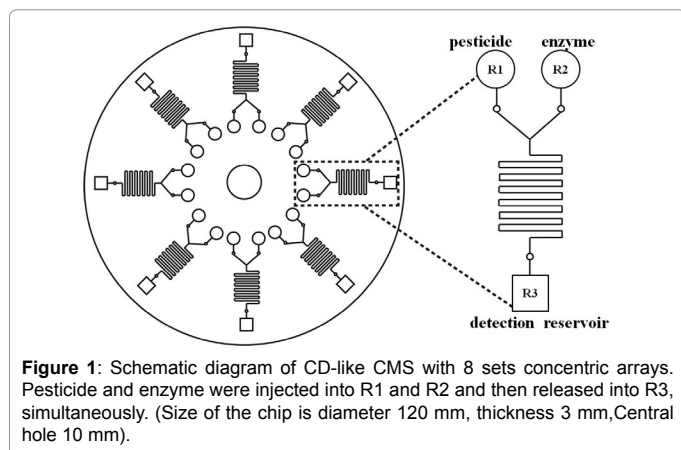 pesticide enzyme
R1 R2
R3
detection reservoir
Figure 1: Schematic diagram of CD-like CMS with 8 sets concentric arrays.
Pesticide and enzyme were injected into R1 and R2 and then released into R3,
simultaneously. (Size of the chip is diameter 120 mm, thickness 3 mm,Central
hole 10 mm).